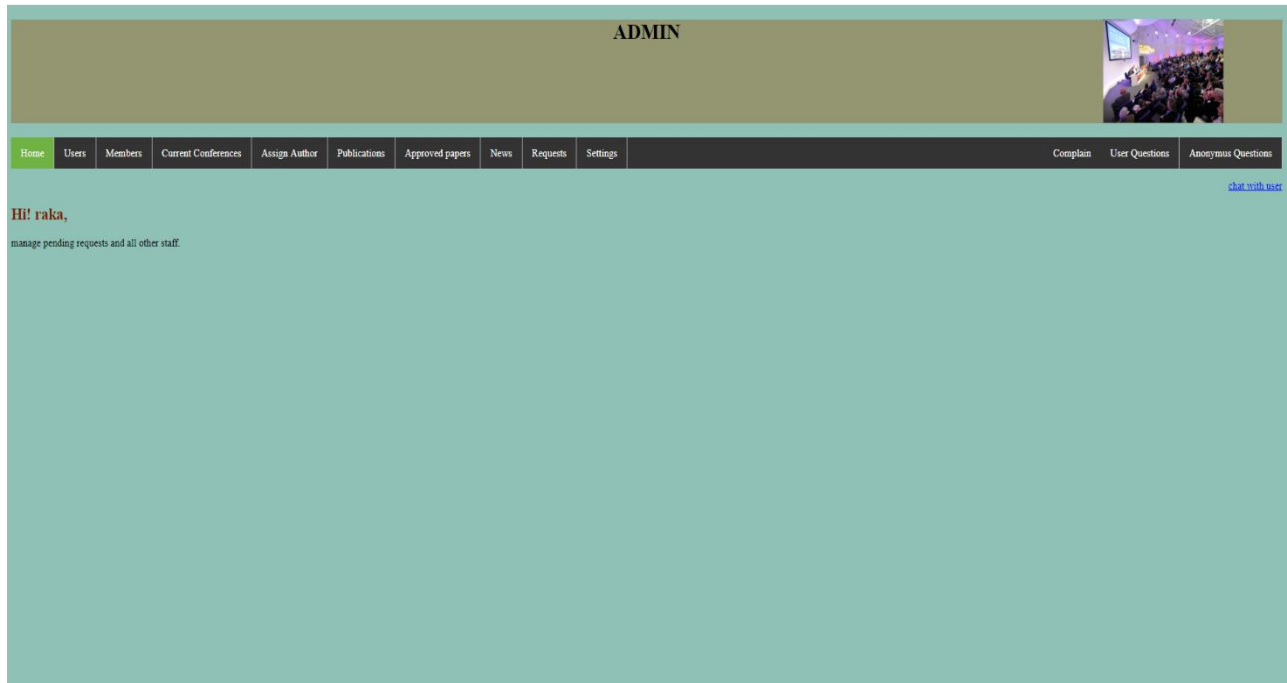 ADMIN
Home Users Members Current Conferences Assign Author Publications Approved papers News Requests Settings Complain User Questions Anonymus Questions
chat with user
Hi! raka,
manage pending requests and all other staff.